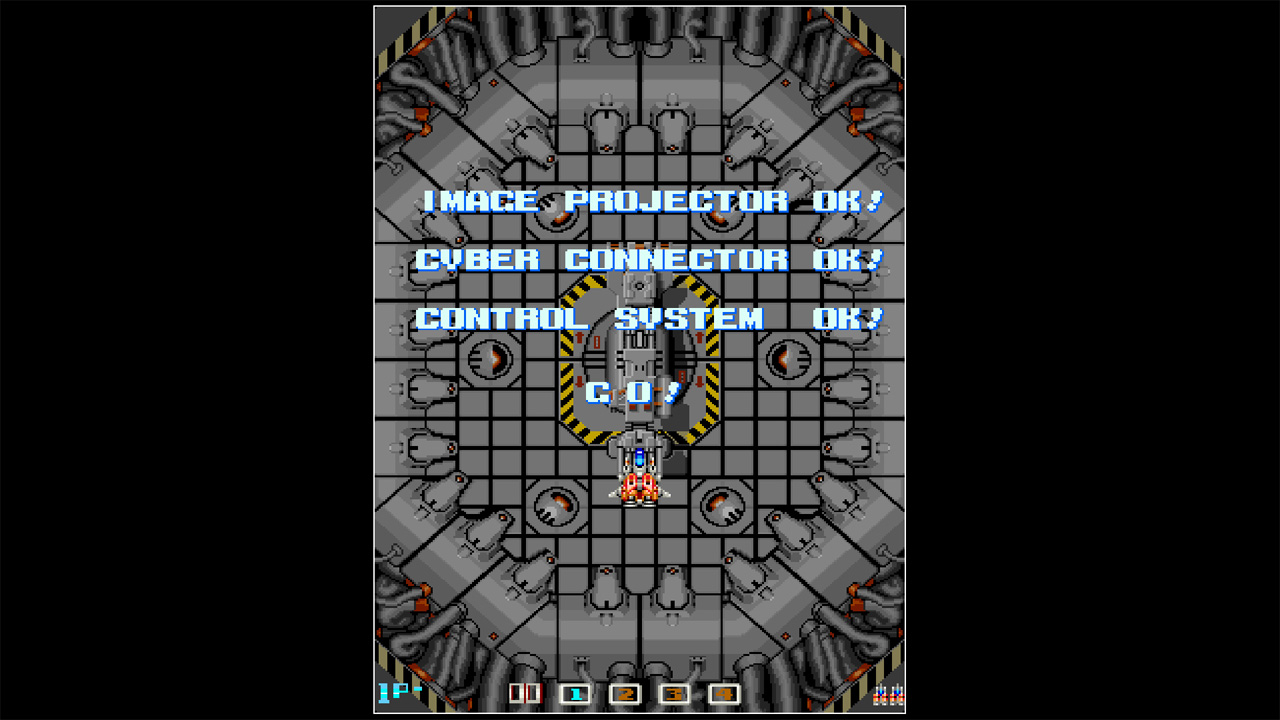 IMAGE PROJECTOR OK!
CYBER CONNECTOR OK!
CONTROL SYSTEM OK!
GO!
1P- 1 2 3 4